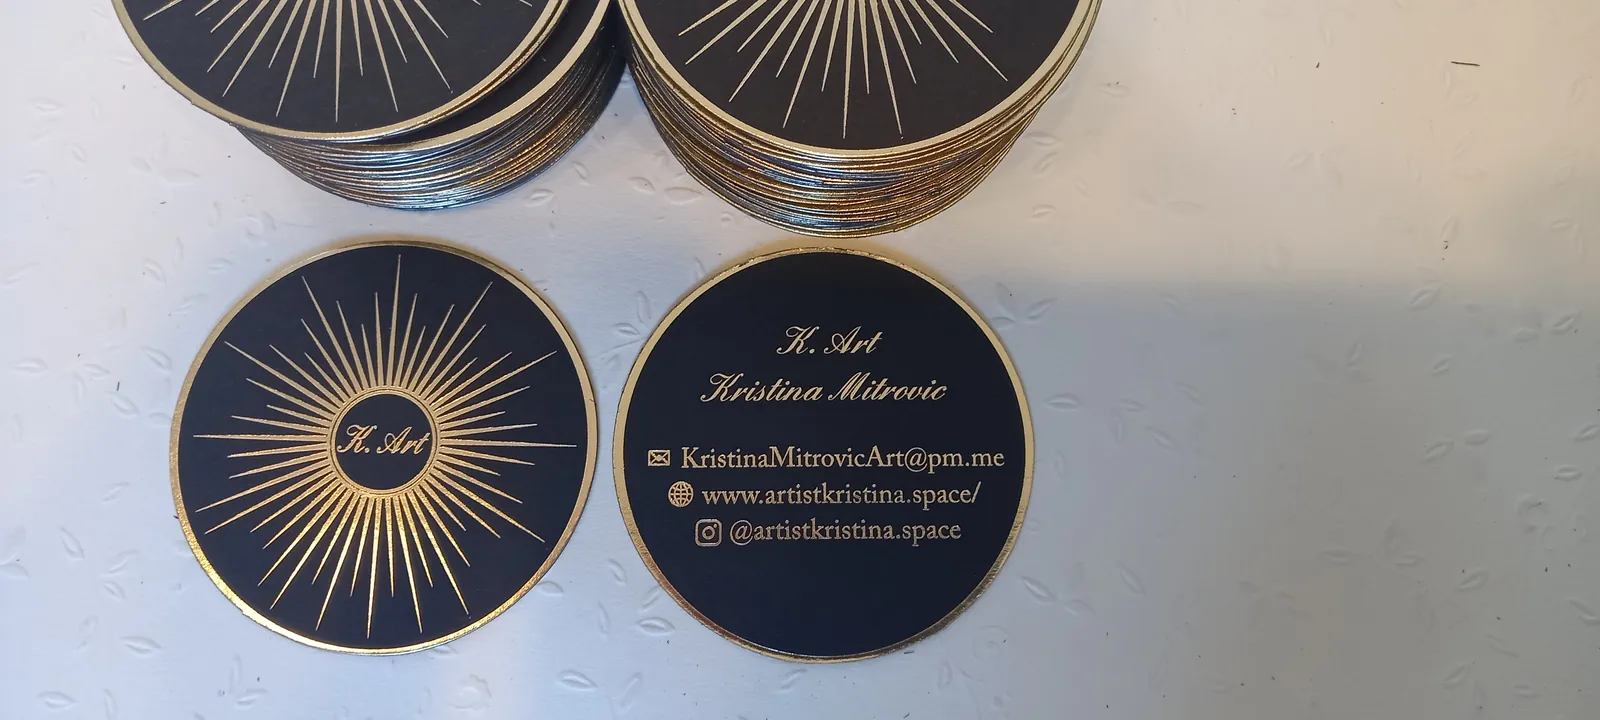 K. Art
K. Art
Kristina Mitrovic
KristinaMitrovicArt@pm.me
www.artistkristina.space/
@artistkristina.space